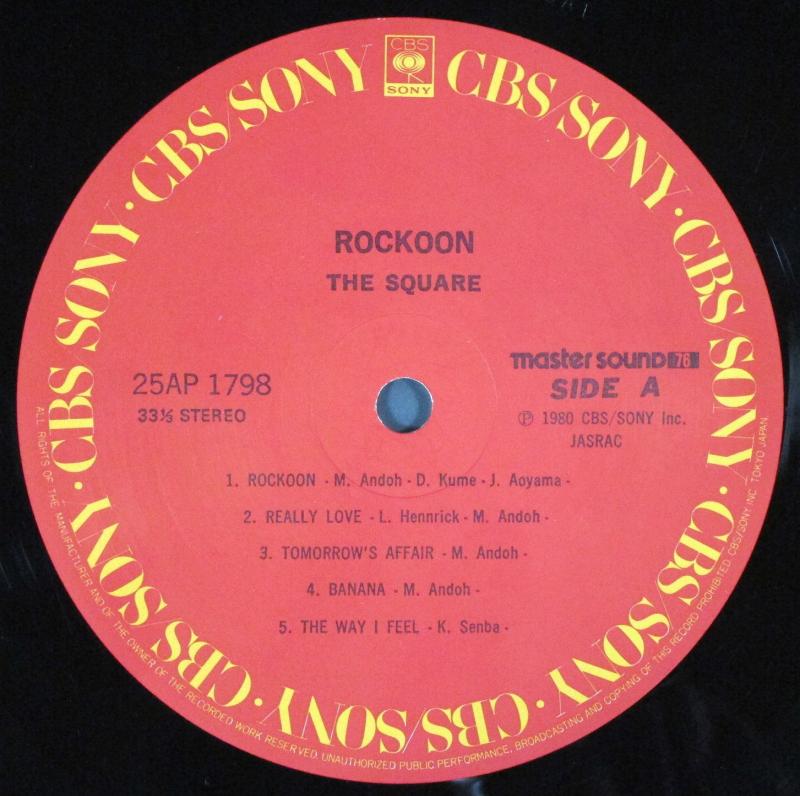 CBS
SONY
CBS/SONY · CBS/SONY · CBS/SONY · CBS/SONY · CBS/SONY · CBS/SONY · CBS/SONY · CBS/SONY
ROCKOON
THE SQUARE
master sound 76
25AP 1798
SIDE A
33⅓ STEREO
Ⓟ 1980 CBS/SONY Inc.
JASRAC
1. ROCKOON - M. Andoh - D. Kume - J. Aoyama -
2. REALLY LOVE - L. Hennrick - M. Andoh -
3. TOMORROW'S AFFAIR - M. Andoh -
4. BANANA - M. Andoh -
5. THE WAY I FEEL - K. Senba -
ALL RIGHTS OF THE MANUFACTURER AND OF THE OWNER OF THE RECORDED WORK RESERVED. UNAUTHORIZED PUBLIC PERFORMANCE, BROADCASTING AND COPYING OF THIS RECORD PROHIBITED. CBS/SONY INC. TOKYO JAPAN.